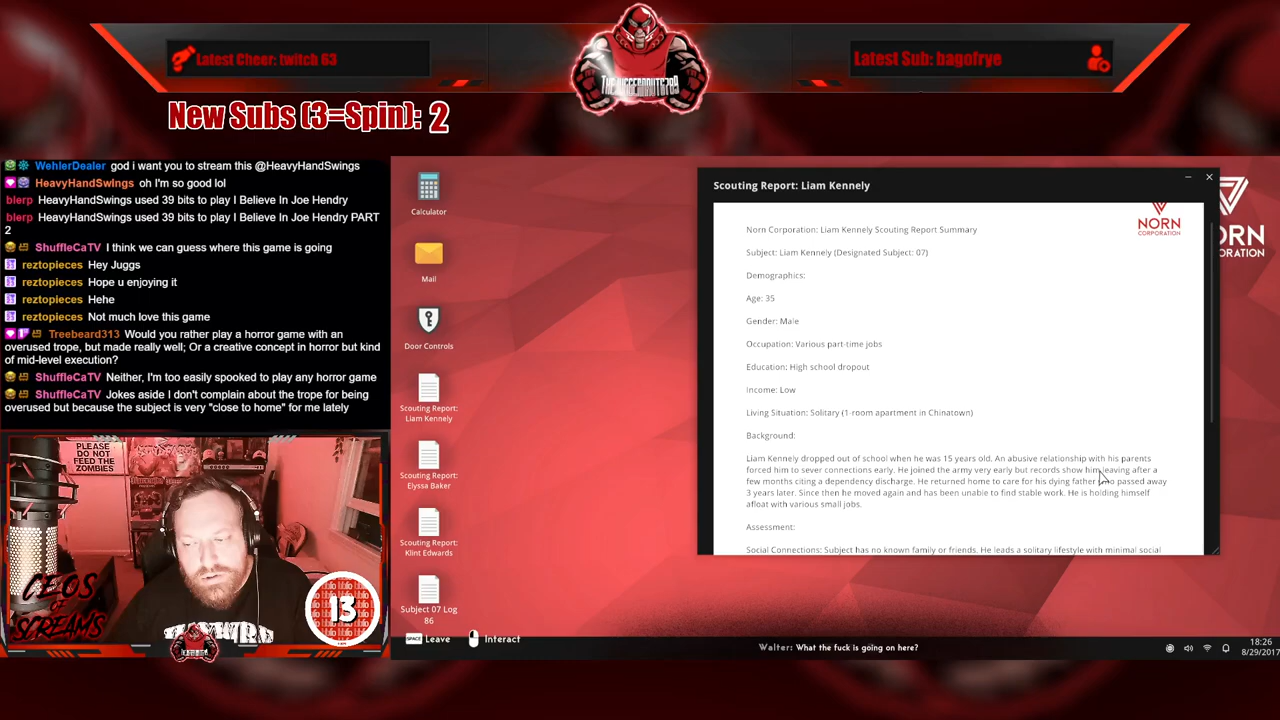 Latest Cheer: twitch 63
THEJUGGERNAUT6789
Latest Sub: bagofrye
New Subs (3=Spin): 2
WehlerDealer god i want you to stream this @HeavyHandSwings
HeavyHandSwings oh I'm so good lol
blerp HeavyHandSwings used 39 bits to play I Believe In Joe Hendry
blerp HeavyHandSwings used 39 bits to play I Believe In Joe Hendry PART
2
ShuffleCaTV I think we can guess where this game is going
reztopieces Hey Juggs
reztopieces Hope u enjoying it
reztopieces Hehe
reztopieces Not much love this game
Treebeard313 Would you rather play a horror game with an
overused trope, but made really well; Or a creative concept in horror but kind
of mid-level execution?
ShuffleCaTV Neither, I'm too easily spooked to play any horror game
ShuffleCaTV Jokes aside I don't complain about the trope for being
overused but because the subject is very "close to home" for me lately
PLEASE
DO NOT
FEED THE
ZOMBIES
CEOS
OF
SCREAMS
13
Calculator
Mail
Door Controls
Scouting Report:
Liam Kennely
Scouting Report:
Elyssa Baker
Scouting Report:
Klint Edwards
Subject 07 Log
86
SPACE Leave
Interact
Scouting Report: Liam Kennely
NORN
CORPORATION
Norn Corporation: Liam Kennely Scouting Report Summary
Subject: Liam Kennely (Designated Subject: 07)
Demographics:
Age: 35
Gender: Male
Occupation: Various part-time jobs
Education: High school dropout
Income: Low
Living Situation: Solitary (1-room apartment in Chinatown)
Background:
Liam Kennely dropped out of school when he was 15 years old. An abusive relationship with his parents
forced him to sever connections early. He joined the army very early but records show him leaving after a
few months citing a dependency discharge. He returned home to care for his dying father who passed away
3 years later. Since then he moved again and has been unable to find stable work. He is holding himself
afloat with various small jobs.
Assessment:
Social Connections: Subject has no known family or friends. He leads a solitary lifestyle with minimal social
ORN
ORATION
Walter: What the fuck is going on here?
18:26
8/29/2017